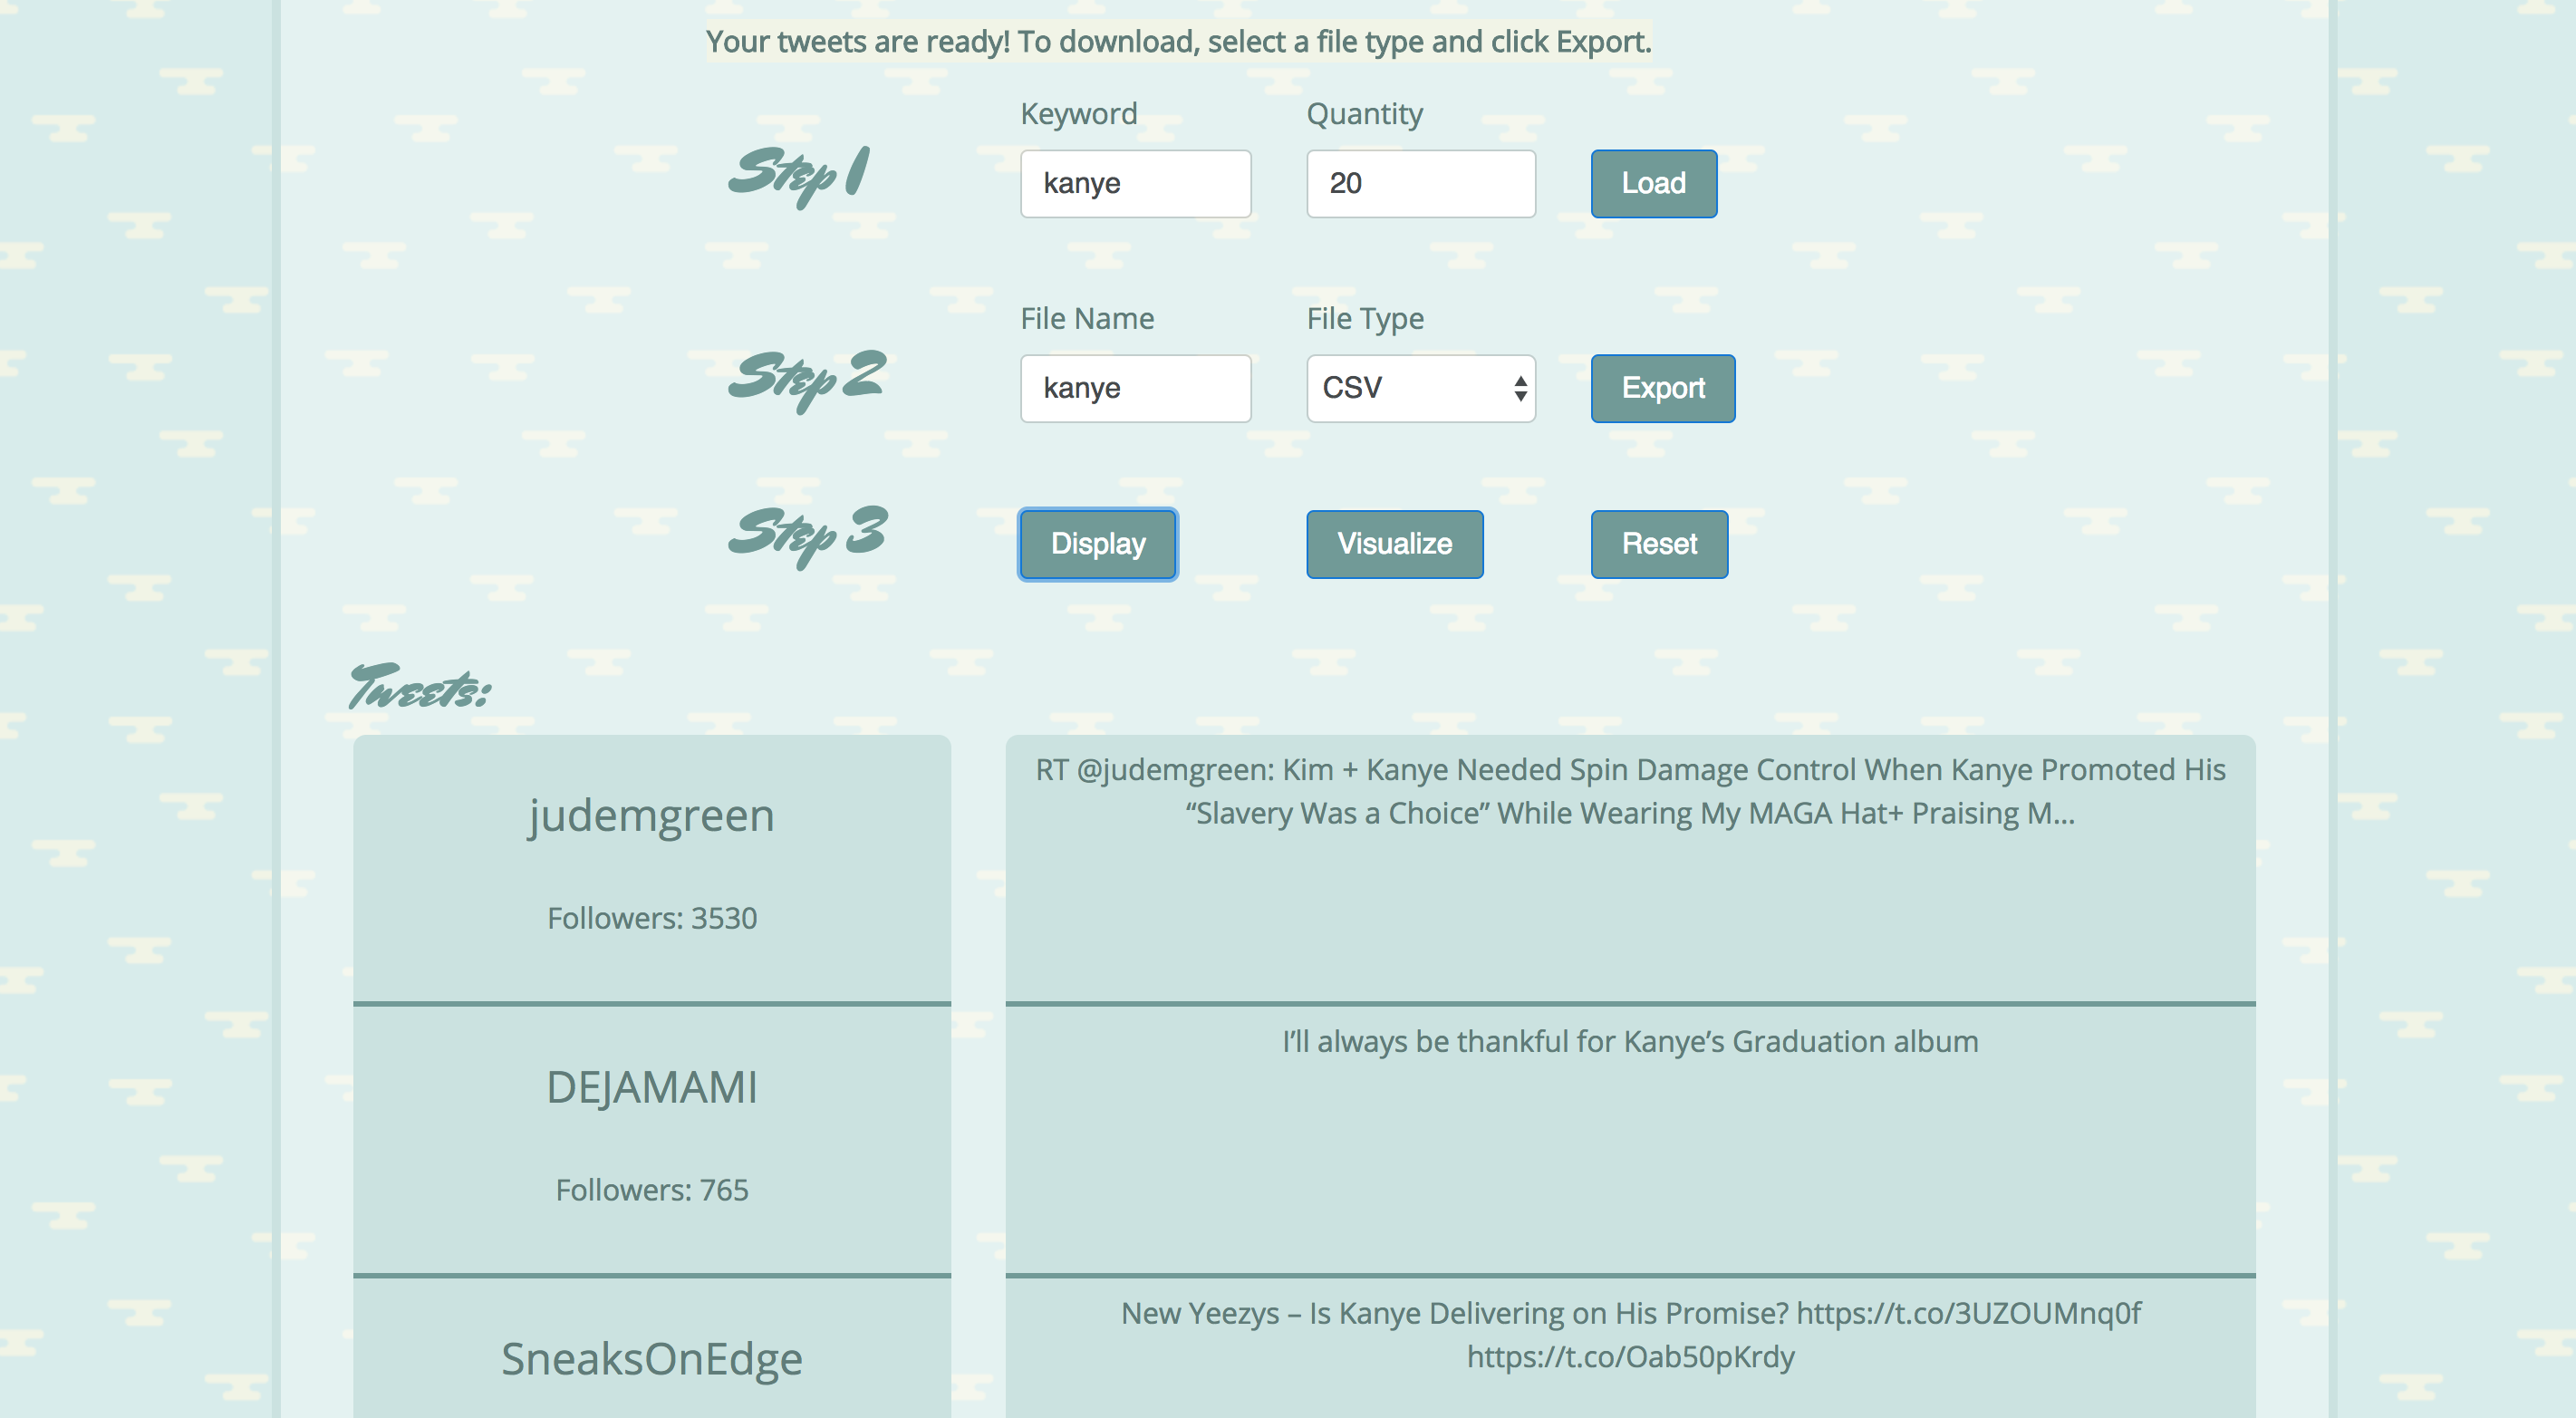 Your tweets are ready! To download, select a file type and click Export.
Keyword
Quantity
Step 1
kanye
20
Load
File Name
File Type
Step 2
kanye
CSV
Export
Step 3
Display
Visualize
Reset
Tweets:
judemgreen
Followers: 3530
RT @judemgreen: Kim + Kanye Needed Spin Damage Control When Kanye Promoted His
“Slavery Was a Choice” While Wearing My MAGA Hat+ Praising M…
DEJAMAMI
Followers: 765
I’ll always be thankful for Kanye’s Graduation album
SneaksOnEdge
New Yeezys – Is Kanye Delivering on His Promise? https://t.co/3UZOUMnq0f
https://t.co/Oab50pKrdy